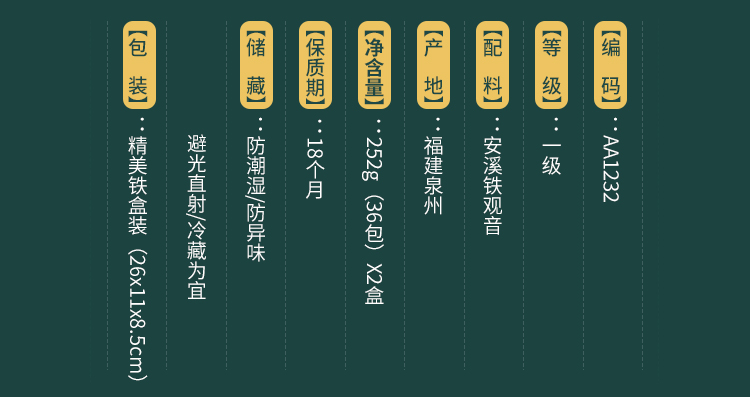 【编码】：AA1232
【等级】：一级
【配料】：安溪铁观音
【产地】：福建泉州
【净含量】：252g（36包）X2盒
【保质期】：18个月
【储藏】：防潮湿/防异味
避光直射/冷藏为宜
【包装】：精美铁盒装（26x11x8.5cm）